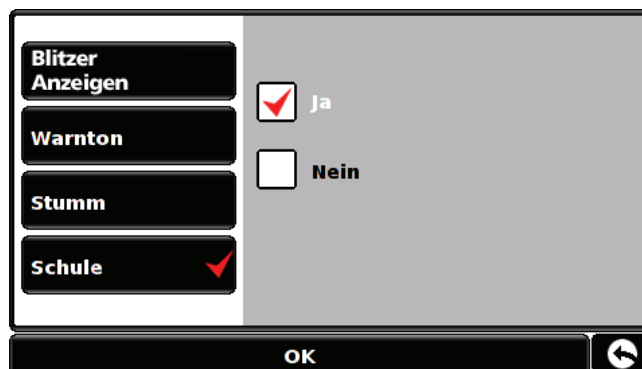 Blitzer
Anzeigen
Warnton
Stumm
Schule
Ja
Nein
OK